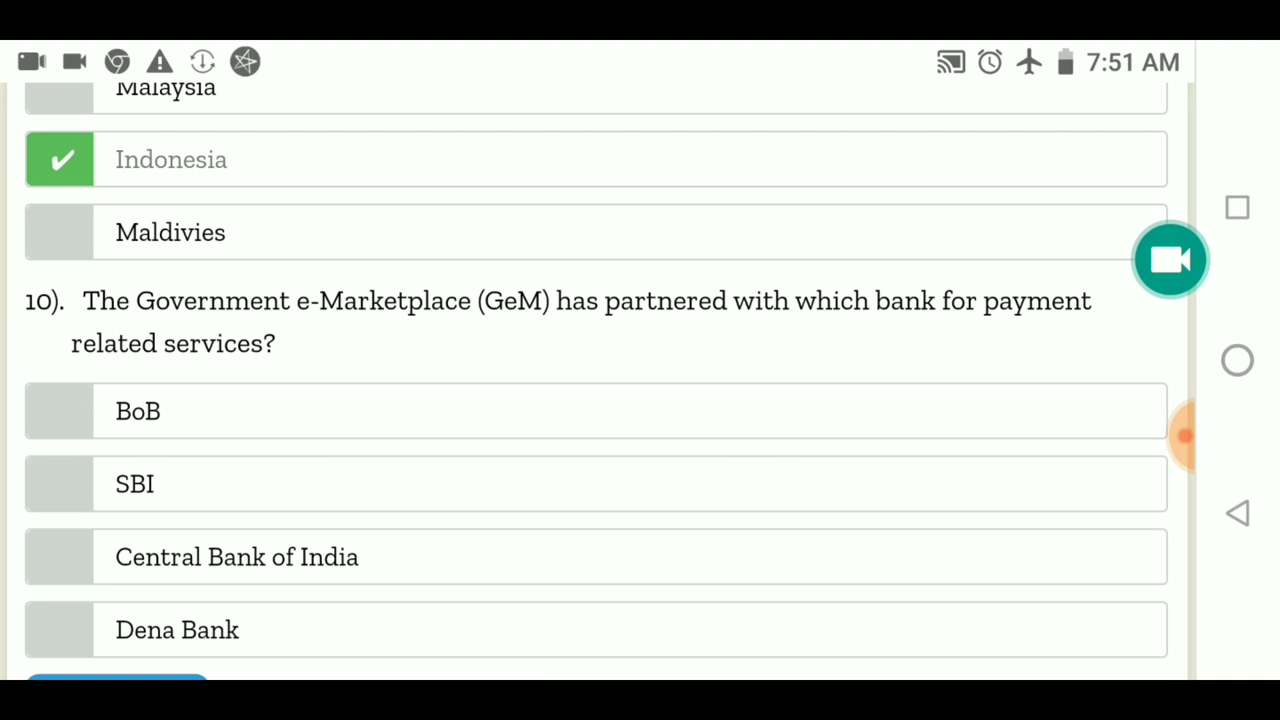 7:51 AM
Malaysia
Indonesia
Maldivies
10). The Government e-Marketplace (GeM) has partnered with which bank for payment
related services?
BoB
SBI
Central Bank of India
Dena Bank